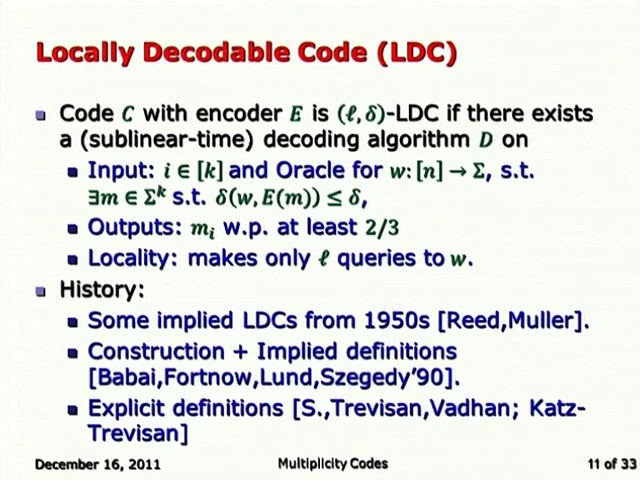 Locally Decodable Code (LDC)
Code C with encoder E is (ℓ, δ)-LDC if there exists
a (sublinear-time) decoding algorithm D on
Input: i ∈ [k] and Oracle for w: [n] → Σ, s.t.
∃m ∈ Σ^k s.t. δ(w, E(m)) ≤ δ,
Outputs: m_i w.p. at least 2/3
Locality: makes only ℓ queries to w.
History:
Some implied LDCs from 1950s [Reed,Muller].
Construction + Implied definitions
[Babai,Fortnow,Lund,Szegedy’90].
Explicit definitions [S.,Trevisan,Vadhan; Katz-
Trevisan]
December 16, 2011 Multiplicity Codes 11 of 33